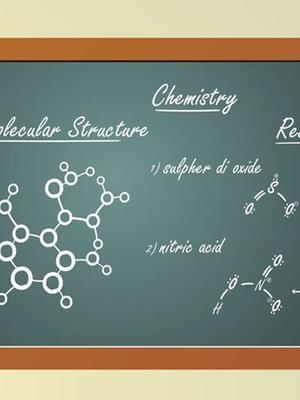 Chemistry
olecular Structure
Re
1) sulpher di oxide
S
O
O
2) nitric acid
O
O
N
H
O